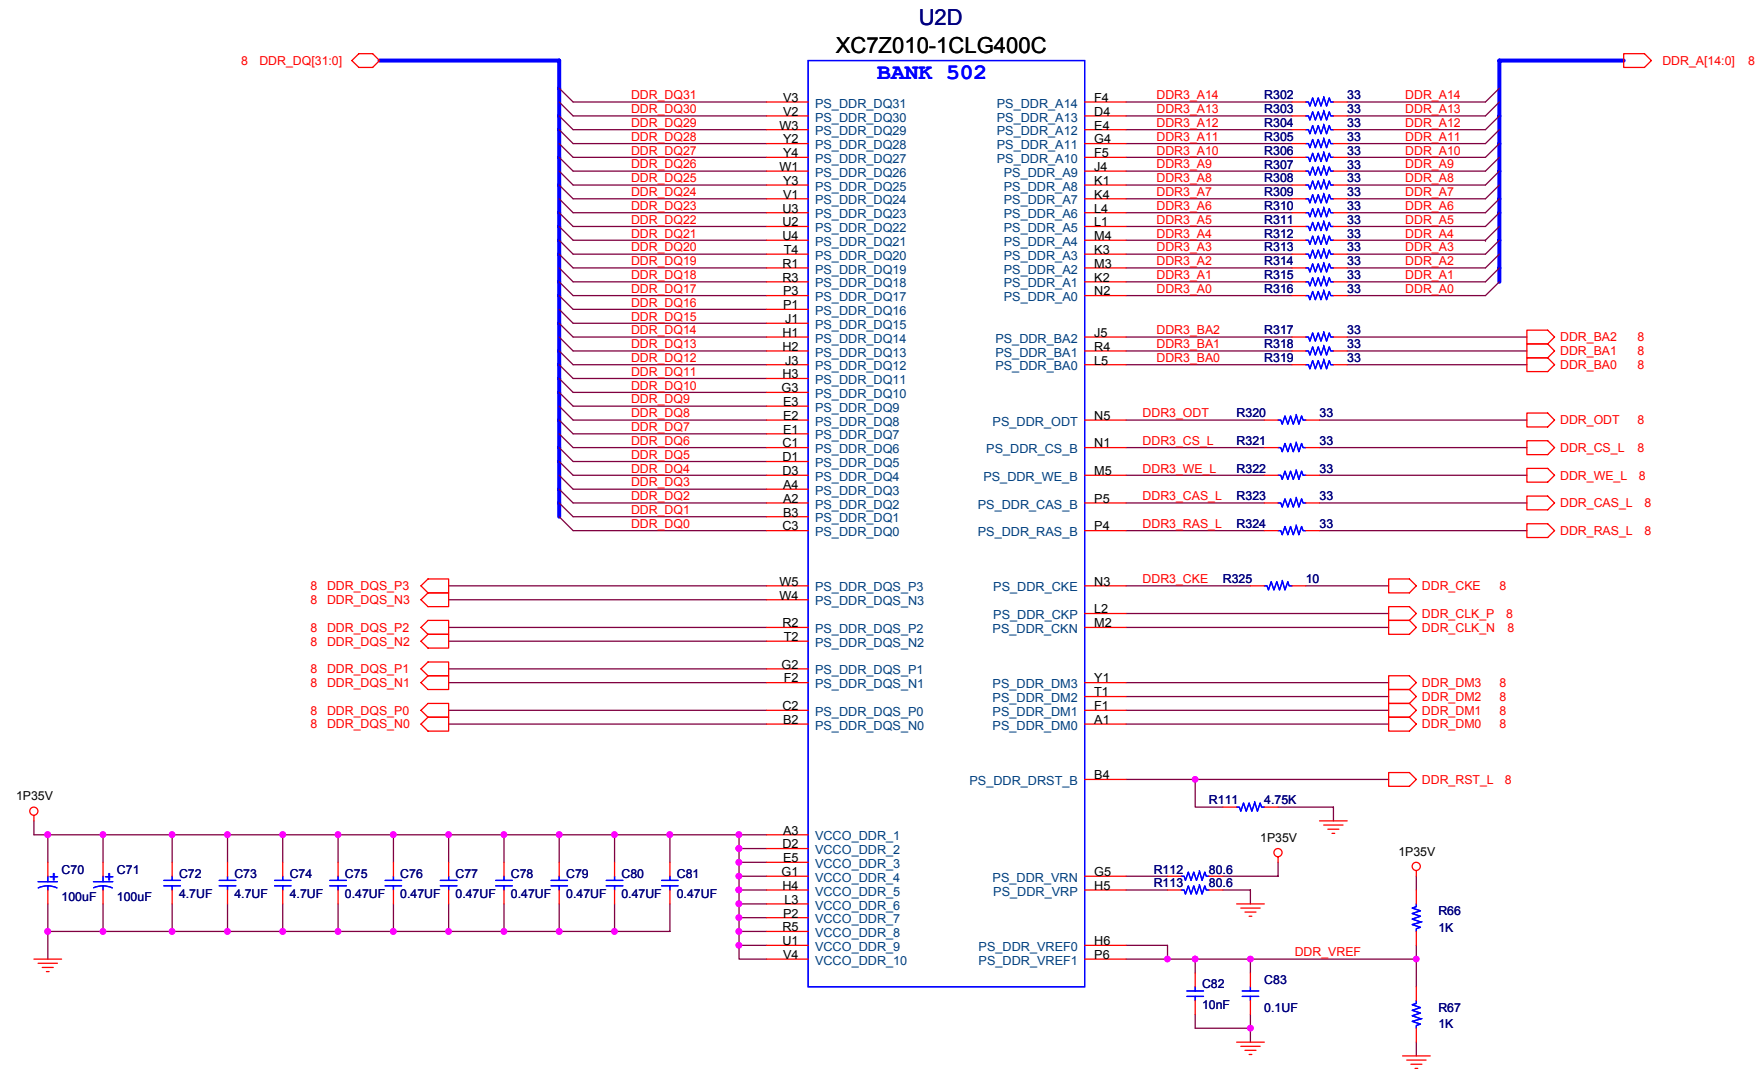 U2D
XC7Z010-1CLG400C
BANK 502
8 DDR_DQ[31:0]
DDR_A[14:0] 8
DDR_DQ31 V3 PS_DDR_DQ31
DDR_DQ30 V2 PS_DDR_DQ30
DDR_DQ29 W3 PS_DDR_DQ29
DDR_DQ28 Y2 PS_DDR_DQ28
DDR_DQ27 Y4 PS_DDR_DQ27
DDR_DQ26 W1 PS_DDR_DQ26
DDR_DQ25 Y3 PS_DDR_DQ25
DDR_DQ24 V1 PS_DDR_DQ24
DDR_DQ23 U3 PS_DDR_DQ23
DDR_DQ22 U2 PS_DDR_DQ22
DDR_DQ21 U4 PS_DDR_DQ21
DDR_DQ20 T4 PS_DDR_DQ20
DDR_DQ19 R1 PS_DDR_DQ19
DDR_DQ18 R3 PS_DDR_DQ18
DDR_DQ17 P3 PS_DDR_DQ17
DDR_DQ16 P1 PS_DDR_DQ16
DDR_DQ15 J1 PS_DDR_DQ15
DDR_DQ14 H1 PS_DDR_DQ14
DDR_DQ13 H2 PS_DDR_DQ13
DDR_DQ12 J3 PS_DDR_DQ12
DDR_DQ11 H3 PS_DDR_DQ11
DDR_DQ10 G3 PS_DDR_DQ10
DDR_DQ9 E3 PS_DDR_DQ9
DDR_DQ8 E2 PS_DDR_DQ8
DDR_DQ7 E1 PS_DDR_DQ7
DDR_DQ6 C1 PS_DDR_DQ6
DDR_DQ5 D1 PS_DDR_DQ5
DDR_DQ4 D3 PS_DDR_DQ4
DDR_DQ3 A4 PS_DDR_DQ3
DDR_DQ2 A2 PS_DDR_DQ2
DDR_DQ1 B3 PS_DDR_DQ1
DDR_DQ0 C3 PS_DDR_DQ0
8 DDR_DQS_P3 W5 PS_DDR_DQS_P3
8 DDR_DQS_N3 W4 PS_DDR_DQS_N3
8 DDR_DQS_P2 R2 PS_DDR_DQS_P2
8 DDR_DQS_N2 T2 PS_DDR_DQS_N2
8 DDR_DQS_P1 G2 PS_DDR_DQS_P1
8 DDR_DQS_N1 F2 PS_DDR_DQS_N1
8 DDR_DQS_P0 C2 PS_DDR_DQS_P0
8 DDR_DQS_N0 B2 PS_DDR_DQS_N0
PS_DDR_A14 F4 DDR3_A14 R302 33 DDR_A14
PS_DDR_A13 D4 DDR3_A13 R303 33 DDR_A13
PS_DDR_A12 E4 DDR3_A12 R304 33 DDR_A12
PS_DDR_A11 G4 DDR3_A11 R305 33 DDR_A11
PS_DDR_A10 F5 DDR3_A10 R306 33 DDR_A10
PS_DDR_A9 J4 DDR3_A9 R307 33 DDR_A9
PS_DDR_A8 K1 DDR3_A8 R308 33 DDR_A8
PS_DDR_A7 K4 DDR3_A7 R309 33 DDR_A7
PS_DDR_A6 L4 DDR3_A6 R310 33 DDR_A6
PS_DDR_A5 L1 DDR3_A5 R311 33 DDR_A5
PS_DDR_A4 M4 DDR3_A4 R312 33 DDR_A4
PS_DDR_A3 K3 DDR3_A3 R313 33 DDR_A3
PS_DDR_A2 M3 DDR3_A2 R314 33 DDR_A2
PS_DDR_A1 K2 DDR3_A1 R315 33 DDR_A1
PS_DDR_A0 N2 DDR3_A0 R316 33 DDR_A0
PS_DDR_BA2 J5 DDR3_BA2 R317 33 DDR_BA2 8
PS_DDR_BA1 R4 DDR3_BA1 R318 33 DDR_BA1 8
PS_DDR_BA0 L5 DDR3_BA0 R319 33 DDR_BA0 8
PS_DDR_ODT N5 DDR3_ODT R320 33 DDR_ODT 8
PS_DDR_CS_B N1 DDR3_CS_L R321 33 DDR_CS_L 8
PS_DDR_WE_B M5 DDR3_WE_L R322 33 DDR_WE_L 8
PS_DDR_CAS_B P5 DDR3_CAS_L R323 33 DDR_CAS_L 8
PS_DDR_RAS_B P4 DDR3_RAS_L R324 33 DDR_RAS_L 8
PS_DDR_CKE N3 DDR3_CKE R325 10 DDR_CKE 8
PS_DDR_CKP L2 DDR_CLK_P 8
PS_DDR_CKN M2 DDR_CLK_N 8
PS_DDR_DM3 Y1 DDR_DM3 8
PS_DDR_DM2 T1 DDR_DM2 8
PS_DDR_DM1 F1 DDR_DM1 8
PS_DDR_DM0 A1 DDR_DM0 8
PS_DDR_DRST_B B4 DDR_RST_L 8
R111 4.75K
1P35V
A3 VCCO_DDR_1
D2 VCCO_DDR_2
E5 VCCO_DDR_3
G1 VCCO_DDR_4
H4 VCCO_DDR_5
L3 VCCO_DDR_6
P2 VCCO_DDR_7
R5 VCCO_DDR_8
U1 VCCO_DDR_9
V4 VCCO_DDR_10
C70 C71 C72 C73 C74 C75 C76 C77 C78 C79 C80 C81
100uF 100uF 4.7UF 4.7UF 4.7UF 0.47UF 0.47UF 0.47UF 0.47UF 0.47UF 0.47UF 0.47UF
1P35V
1P35V
PS_DDR_VRN G5 R112 80.6
PS_DDR_VRP H5 R113 80.6
R66
1K
PS_DDR_VREF0 H6
PS_DDR_VREF1 P6 DDR_VREF
C82
10nF
C83
0.1UF
R67
1K